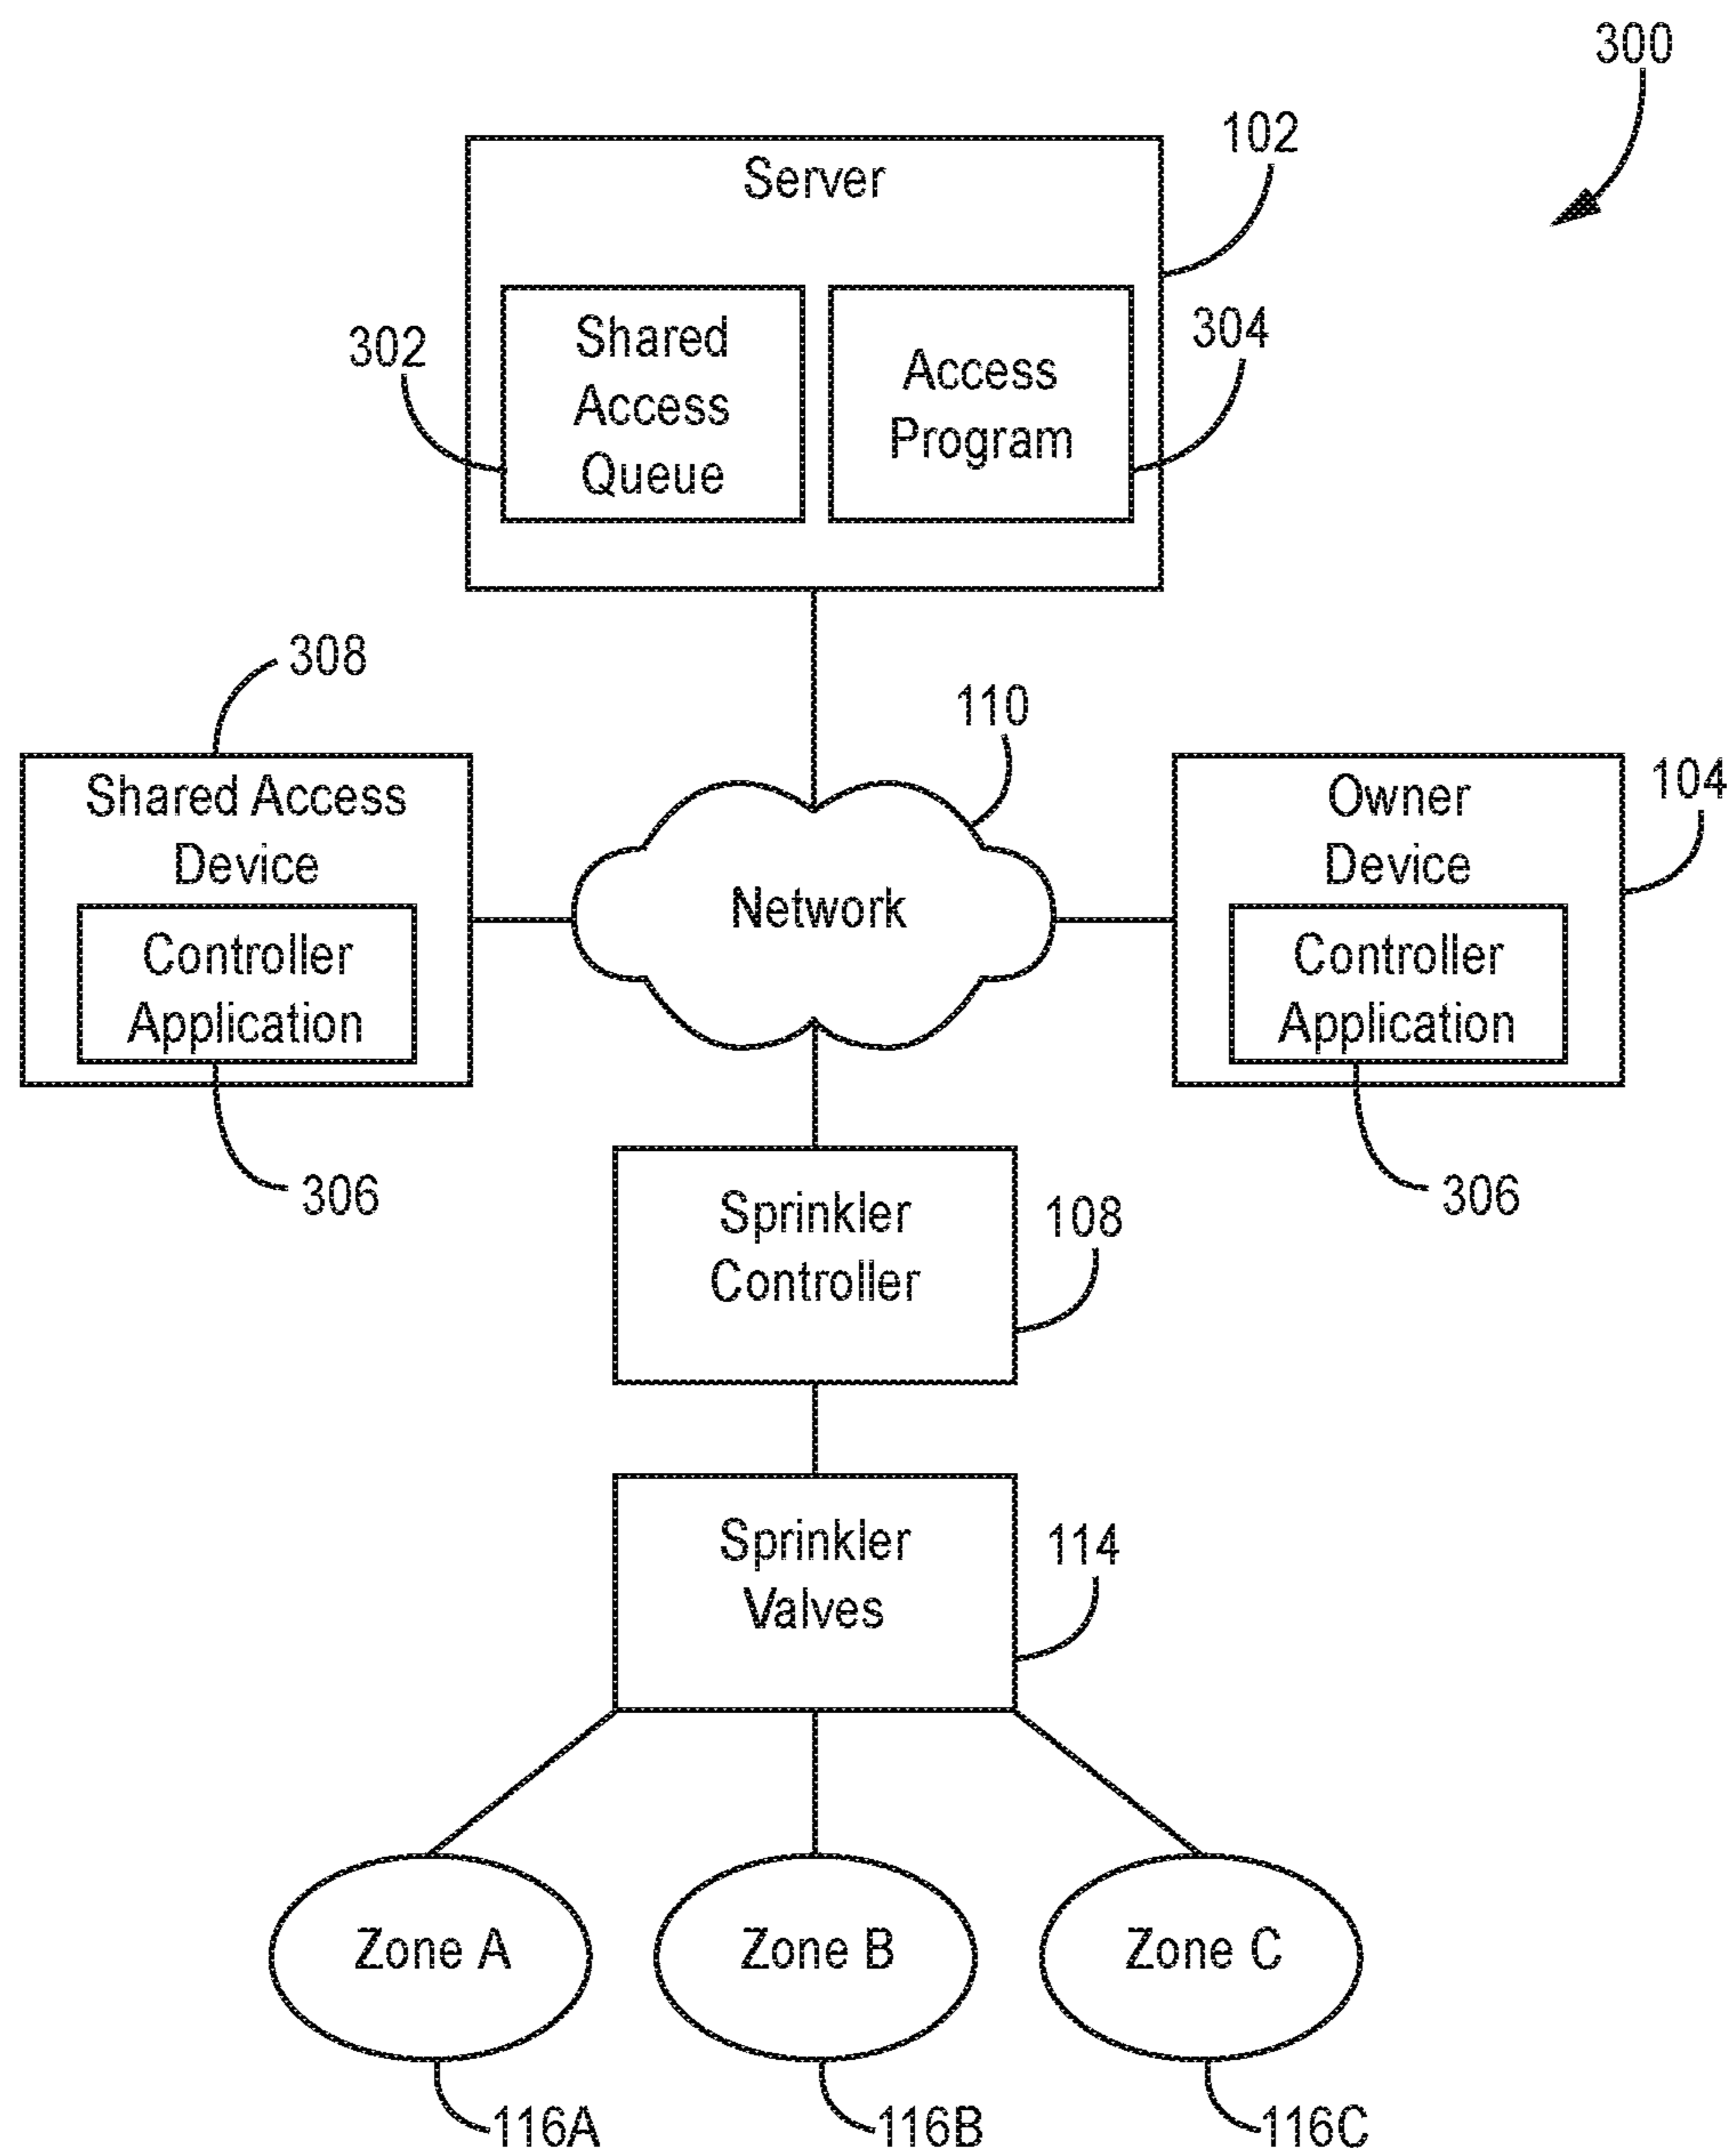 300
102
Server
302
Shared
Access
Queue
304
Access
Program
308
110
104
Shared Access
Device
Controller
Application
306
Network
Owner
Device
Controller
Application
306
Sprinkler
Controller
108
Sprinkler
Valves
114
Zone A
Zone B
Zone C
116A
116B
116C